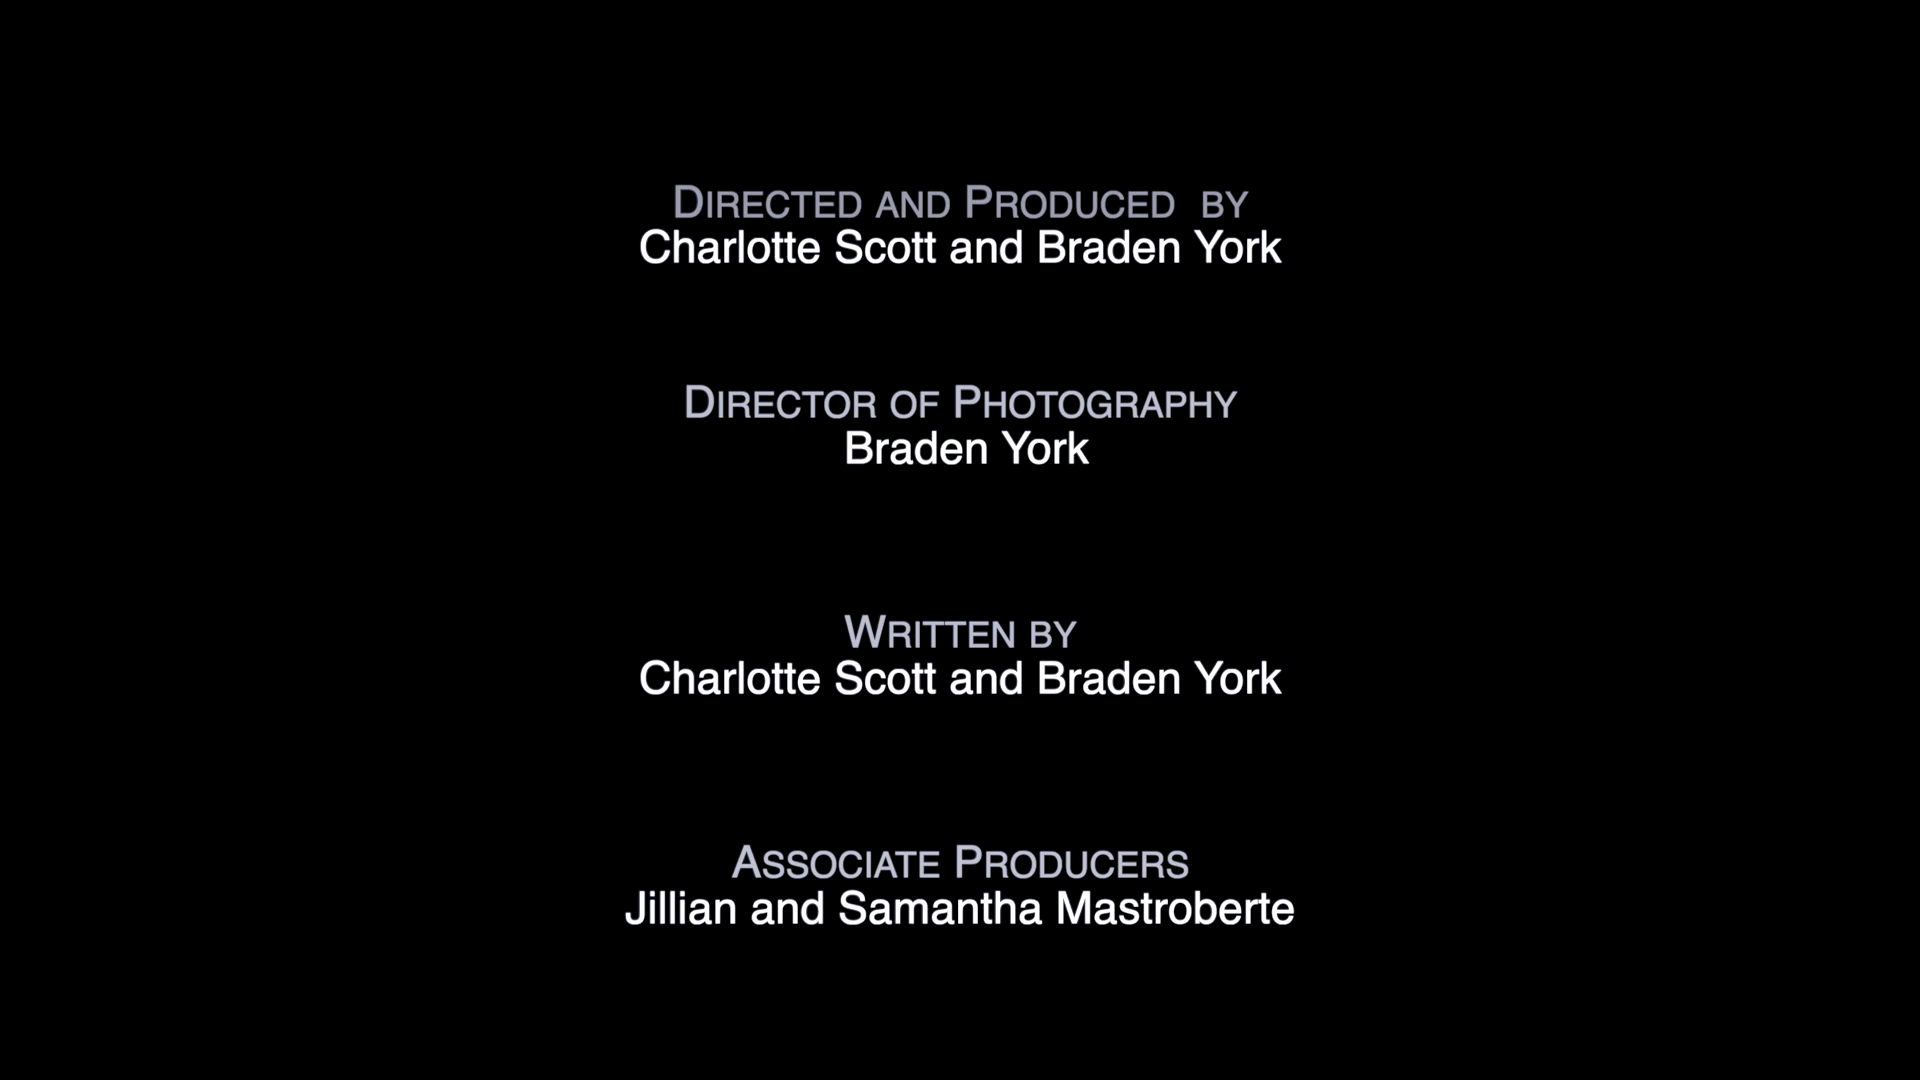 Directed and Produced  by
Charlotte Scott and Braden York
Director of Photography
Braden York
Written by
Charlotte Scott and Braden York
Associate Producers
Jillian and Samantha Mastroberte